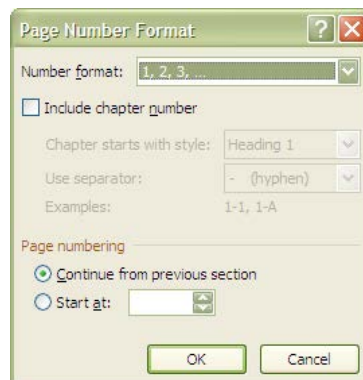 Page Number Format
Number format: 1, 2, 3, ...
Include chapter number
Chapter starts with style: Heading 1
Use separator: - (hyphen)
Examples: 1-1, 1-A
Page numbering
Continue from previous section
Start at:
OK Cancel